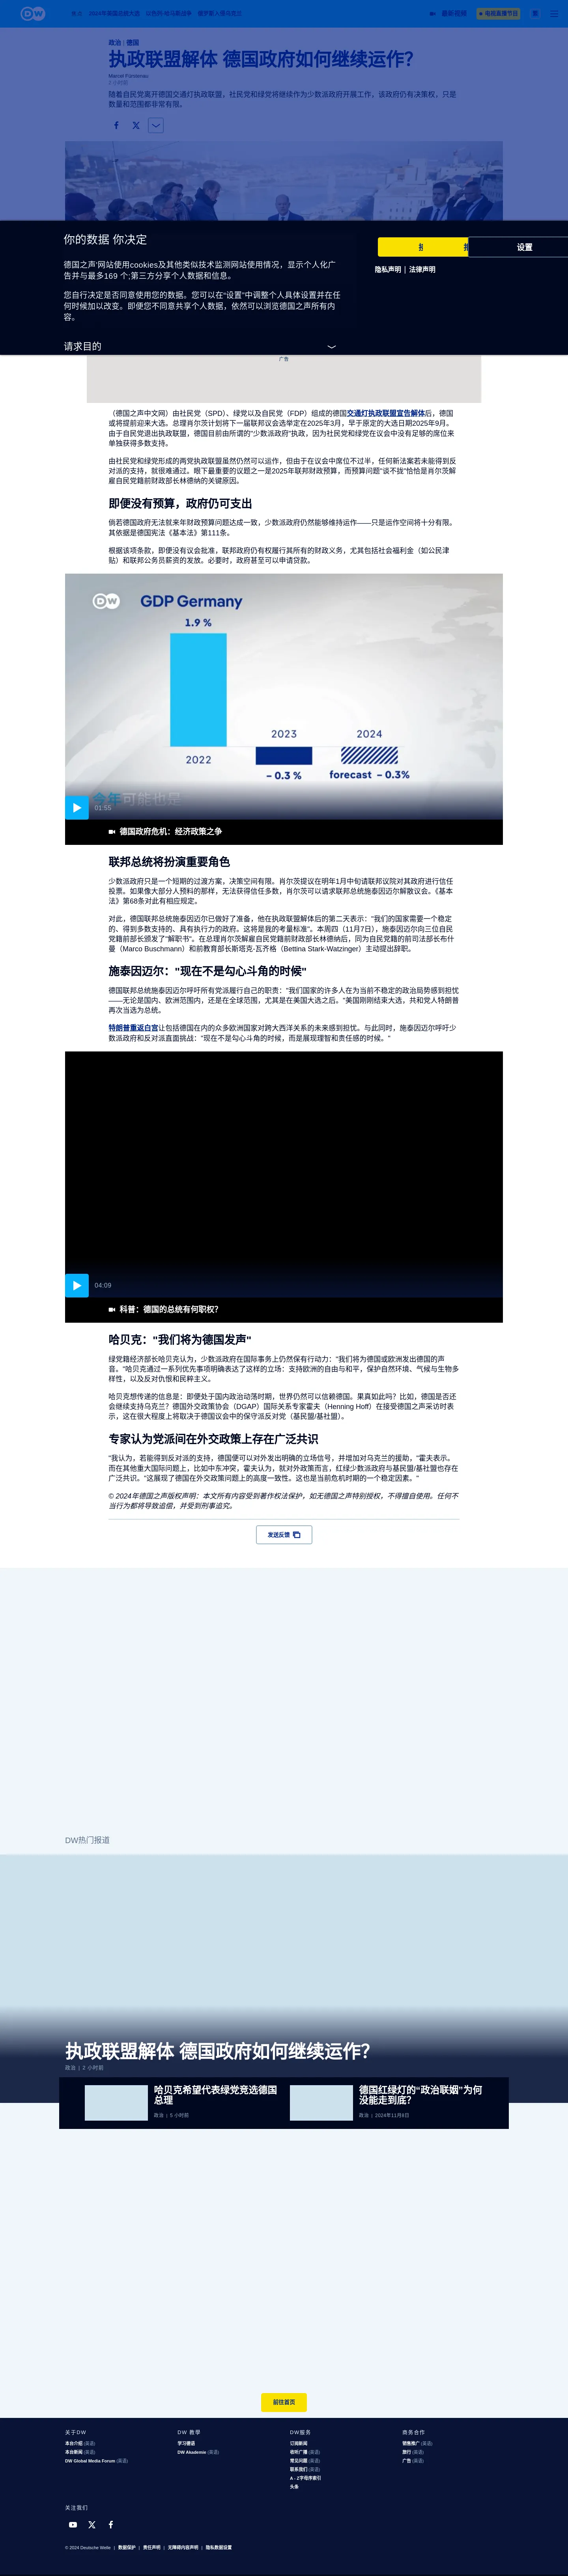 DW
2024年美国总统大选
以色列-哈马斯战争
俄罗斯入侵乌克兰
最新视频
电视直播节目
政治 | 德国
执政联盟解体 德国政府如何继续运作？
Marcel Fürstenau
2 小时前
随着自民党离开德国交通灯执政联盟，社民党和绿党将继续作为少数派政府开展工作，该政府仍有决策权，只是
数量和范围都非常有限。
你的数据 你决定
设置
隐私声明 | 法律声明
德国之声'网站使用cookies及其他类似技术监测网站使用情况，显示个人化广
告并与最多169 个;第三方分享个人数据和信息。
您自行决定是否同意使用您的数据。您可以在"设置"中调整个人具体设置并在任
何时候加以改变。即便您不同意共享个人数据，依然可以浏览德国之声所有内
容。
请求目的
广告
（德国之声中文网）由社民党（SPD）、绿党以及自民党（FDP）组成的德国交通灯执政联盟宣告解体后，德国
或将提前迎来大选。总理肖尔茨计划将下一届联邦议会选举定在2025年3月，早于原定的大选日期2025年9月。
由于自民党退出执政联盟，德国目前由所谓的"少数派政府"执政，因为社民党和绿党在议会中没有足够的席位来
单独获得多数支持。
由社民党和绿党形成的两党执政联盟虽然仍然可以运作，但由于在议会中席位不过半，任何新法案若未能得到反
对派的支持，就很难通过。眼下最重要的议题之一是2025年联邦财政预算，而预算问题"谈不拢"恰恰是肖尔茨解
雇自民党籍前财政部长林德纳的关键原因。
即便没有预算，政府仍可支出
倘若德国政府无法就来年财政预算问题达成一致，少数派政府仍然能够维持运作——只是运作空间将十分有限。
其依据是德国宪法《基本法》第111条。
根据该项条款，即便没有议会批准，联邦政府仍有权履行其所有的财政义务，尤其包括社会福利金（如公民津
贴）和联邦公务员薪资的发放。必要时，政府甚至可以申请贷款。
DW
GDP Germany
1.9 %
2023
2024
2022
– 0.3 %
forecast – 0.3%
今年可能也是
01:55
德国政府危机：经济政策之争
联邦总统将扮演重要角色
少数派政府只是一个短期的过渡方案，决策空间有限。肖尔茨提议在明年1月中旬请联邦议院对其政府进行信任
投票。如果像大部分人预料的那样，无法获得信任多数，肖尔茨可以请求联邦总统施泰因迈尔解散议会。《基本
法》第68条对此有相应规定。
对此，德国联邦总统施泰因迈尔已做好了准备，他在执政联盟解体后的第二天表示："我们的国家需要一个稳定
的、得到多数支持的、具有执行力的政府。这将是我的考量标准"。本周四（11月7日），施泰因迈尔向三位自民
党籍前部长颁发了"解职书"。在总理肖尔茨解雇自民党籍前财政部长林德纳后，同为自民党籍的前司法部长布什
曼（Marco Buschmann）和前教育部长斯塔克-瓦齐格（Bettina Stark-Watzinger）主动提出辞职。
施泰因迈尔："现在不是勾心斗角的时候"
德国联邦总统施泰因迈尔呼吁所有党派履行自己的职责："我们国家的许多人在为当前不稳定的政治局势感到担忧
——无论是国内、欧洲范围内，还是在全球范围，尤其是在美国大选之后。"美国刚刚结束大选，共和党人特朗普
再次当选为总统。
特朗普重返白宫让包括德国在内的众多欧洲国家对跨大西洋关系的未来感到担忧。与此同时，施泰因迈尔呼吁少
数派政府和反对派直面挑战："现在不是勾心斗角的时候，而是展现理智和责任感的时候。"
04:09
科普：德国的总统有何职权？
哈贝克："我们将为德国发声"
绿党籍经济部长哈贝克认为，少数派政府在国际事务上仍然保有行动力："我们将为德国或欧洲发出德国的声
音。"哈贝克通过一系列优先事项明确表达了这样的立场：支持欧洲的自由与和平，保护自然环境、气候与生物多
样性，以及反对仇恨和民粹主义。
哈贝克想传递的信息是：即便处于国内政治动荡时期，世界仍然可以信赖德国。果真如此吗？比如，德国是否还
会继续支持乌克兰？德国外交政策协会（DGAP）国际关系专家霍夫（Henning Hoff）在接受德国之声采访时表
示，这在很大程度上将取决于德国议会中的保守派反对党（基民盟/基社盟）。
专家认为党派间在外交政策上存在广泛共识
"我认为，若能得到反对派的支持，德国便可以对外发出明确的立场信号，并增加对乌克兰的援助，"霍夫表示。
而在其他重大国际问题上，比如中东冲突，霍夫认为，就对外政策而言，红绿少数派政府与基民盟/基社盟也存在
广泛共识。"这展现了德国在外交政策问题上的高度一致性。这也是当前危机时期的一个稳定因素。"
© 2024年德国之声版权声明：本文所有内容受到著作权法保护，如无德国之声特别授权，不得擅自使用。任何不
当行为都将导致追偿，并受到刑事追究。
发送反馈
DW热门报道
执政联盟解体 德国政府如何继续运作？
政治 | 2 小时前
哈贝克希望代表绿党竞选德国
总理
政治 | 5 小时前
德国红绿灯的"政治联姻"为何
没能走到底？
政治 | 2024年11月8日
前往首页
关于DW
本台介绍 (英语)
本台新闻 (英语)
DW Global Media Forum (英语)
DW 教学
学习德语
DW Akademie (英语)
DW服务
订阅新闻
收听广播 (英语)
常见问题 (英语)
联系我们 (英语)
A - Z字母序索引
头条
商务合作
销售推广 (英语)
旅行 (英语)
广告 (英语)
关注我们
© 2024 Deutsche Welle | 数据保护 | 责任声明 | 无障碍内容声明 | 隐私数据设置